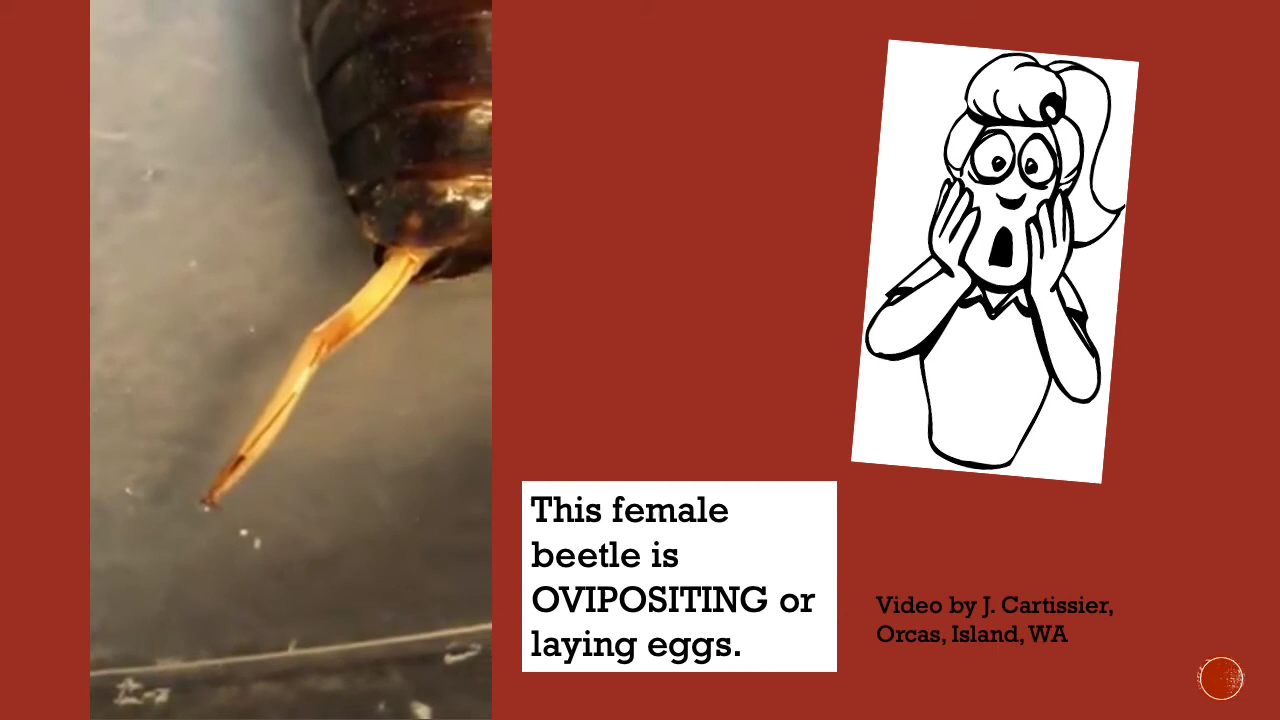 This female
beetle is
OVIPOSITING or
laying eggs.
Video by J. Cartissier,
Orcas, Island, WA